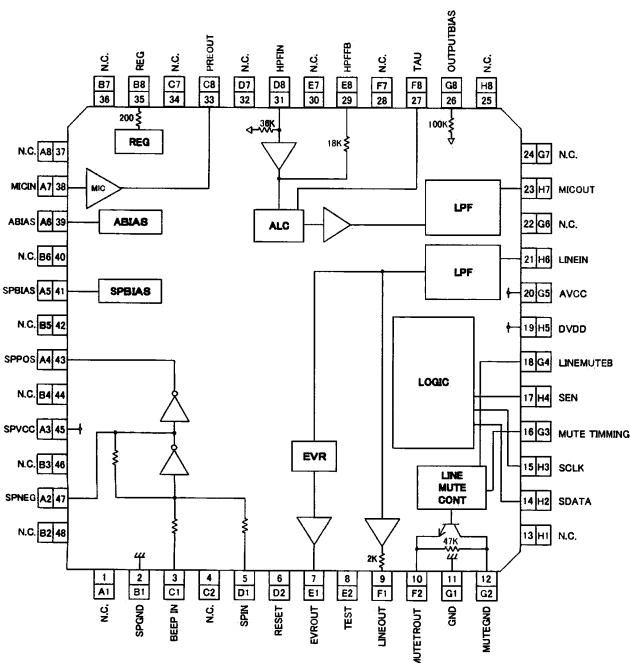 N.C. REG N.C. PREOUT N.C. HPFIN N.C. HPFFB N.C. TAU OUTPUTBIAS N.C.
B7 B8 C7 C8 D7 D8 E7 E8 F7 F8 G8 H8
36 35 34 33 32 31 30 29 28 27 26 25
200 36K 18K 100K
REG
N.C. A8 37
MICIN A7 38
MIC
ABIAS A6 39
ABIAS
N.C. B6 40
SPBIAS A5 41
SPBIAS
N.C. B5 42
SPPOS A4 43
N.C. B4 44
SPVCC A3 45
N.C. B3 46
SPNEG A2 47
N.C. B2 48
ALC
LPF
LPF
LOGIC
EVR
LINE
MUTE
CONT
2K
47K
24 G7 N.C.
23 H7 MICOUT
22 G6 N.C.
21 H6 LINEIN
20 G5 AVCC
19 H5 DVDD
18 G4 LINEMUTEB
17 H4 SEN
16 G3 MUTE TIMMING
15 H3 SCLK
14 H2 SDATA
13 H1 N.C.
1 2 3 4 5 6 7 8 9 10 11 12
A1 B1 C1 C2 D1 D2 E1 E2 F1 F2 G1 G2
N.C. SPGND BEEP IN N.C. SPIN RESET EVROUT TEST LINEOUT MUTETROUT GND MUTEGND